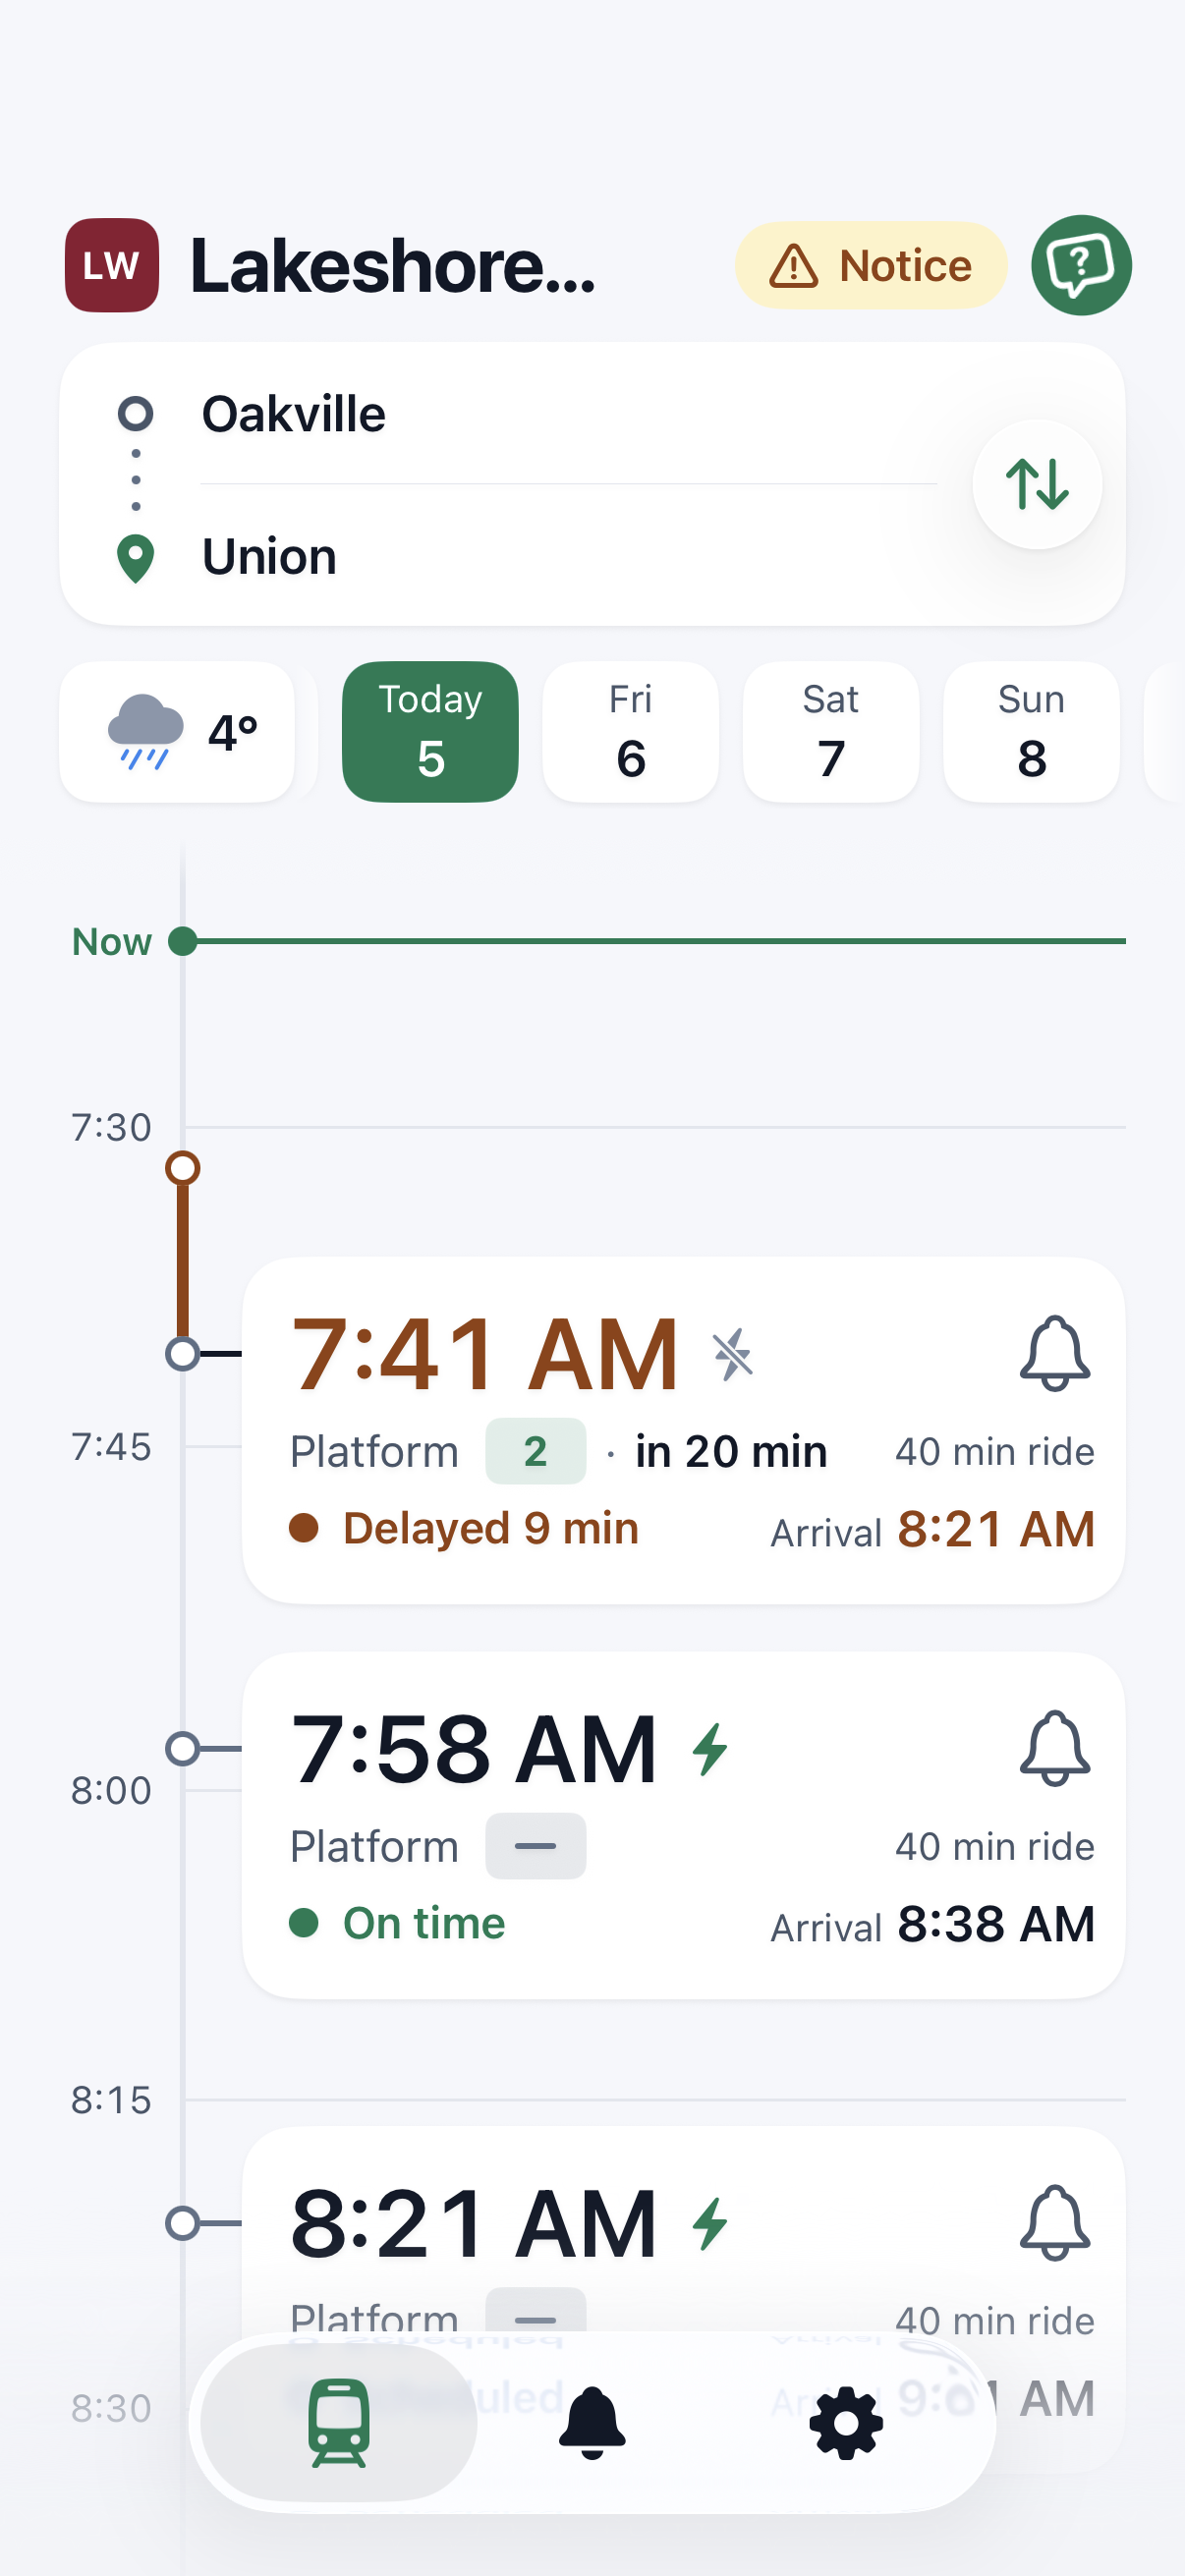 LW Lakeshore... Notice ?
Oakville
Union
4° Today Fri Sat Sun
5 6 7 8
Now
7:30
7:41 AM
7:45 Platform 2 · in 20 min 40 min ride
Delayed 9 min Arrival 8:21 AM
7:58 AM
8:00
Platform — 40 min ride
On time Arrival 8:38 AM
8:15
8:21 AM
Platform — 40 min ride
8:30 AM